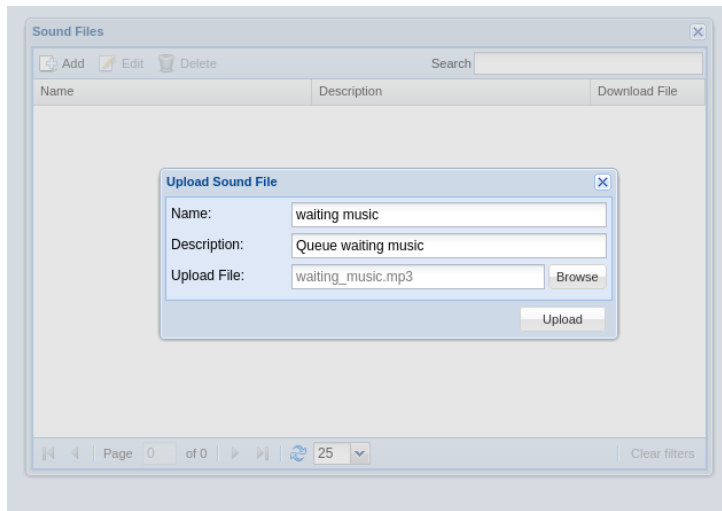 Sound Files
Add Edit Delete Search
Name Description Download File
Upload Sound File
Name: waiting music
Description: Queue waiting music
Upload File: waiting_music.mp3 Browse
Upload
Page 0 of 0 25 Clear filters